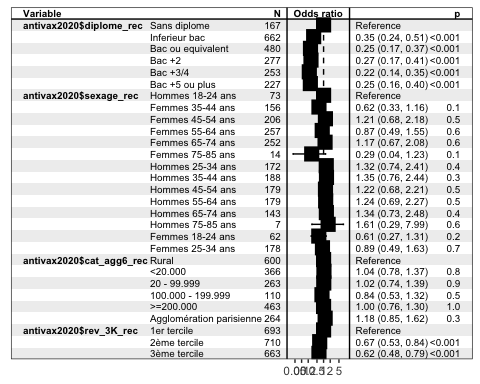 Variable N Odds ratio p
antivax2020$diplome_rec Sans diplome 167 Reference
Inferieur bac 662 0.35 (0.24, 0.51) <0.001
Bac ou equivalent 480 0.25 (0.17, 0.37) <0.001
Bac +2 277 0.27 (0.17, 0.41) <0.001
Bac +3/4 253 0.22 (0.14, 0.35) <0.001
Bac +5 ou plus 227 0.25 (0.16, 0.40) <0.001
antivax2020$sexage_rec Hommes 18-24 ans 73 Reference
Femmes 35-44 ans 156 0.62 (0.33, 1.16) 0.1
Femmes 45-54 ans 206 1.21 (0.68, 2.18) 0.5
Femmes 55-64 ans 257 0.87 (0.49, 1.55) 0.6
Femmes 65-74 ans 252 1.17 (0.67, 2.08) 0.6
Femmes 75-85 ans 14 0.29 (0.04, 1.23) 0.1
Hommes 25-34 ans 172 1.32 (0.74, 2.41) 0.4
Hommes 35-44 ans 188 1.35 (0.76, 2.44) 0.3
Hommes 45-54 ans 179 1.22 (0.68, 2.21) 0.5
Hommes 55-64 ans 179 1.24 (0.69, 2.27) 0.5
Hommes 65-74 ans 143 1.34 (0.73, 2.48) 0.4
Hommes 75-85 ans 7 1.61 (0.29, 7.99) 0.6
Femmes 18-24 ans 62 0.61 (0.27, 1.31) 0.2
Femmes 25-34 ans 178 0.89 (0.49, 1.63) 0.7
antivax2020$cat_agg6_rec Rural 600 Reference
<20.000 366 1.04 (0.78, 1.37) 0.8
20 - 99.999 263 1.02 (0.74, 1.39) 0.9
100.000 - 199.999 110 0.84 (0.53, 1.32) 0.5
>=200.000 463 1.00 (0.76, 1.30) 1.0
Agglomération parisienne 264 1.18 (0.85, 1.62) 0.3
antivax2020$rev_3K_rec 1er tercile 693 Reference
2ème tercile 710 0.67 (0.53, 0.84) <0.001
3ème tercile 663 0.62 (0.48, 0.79) <0.001